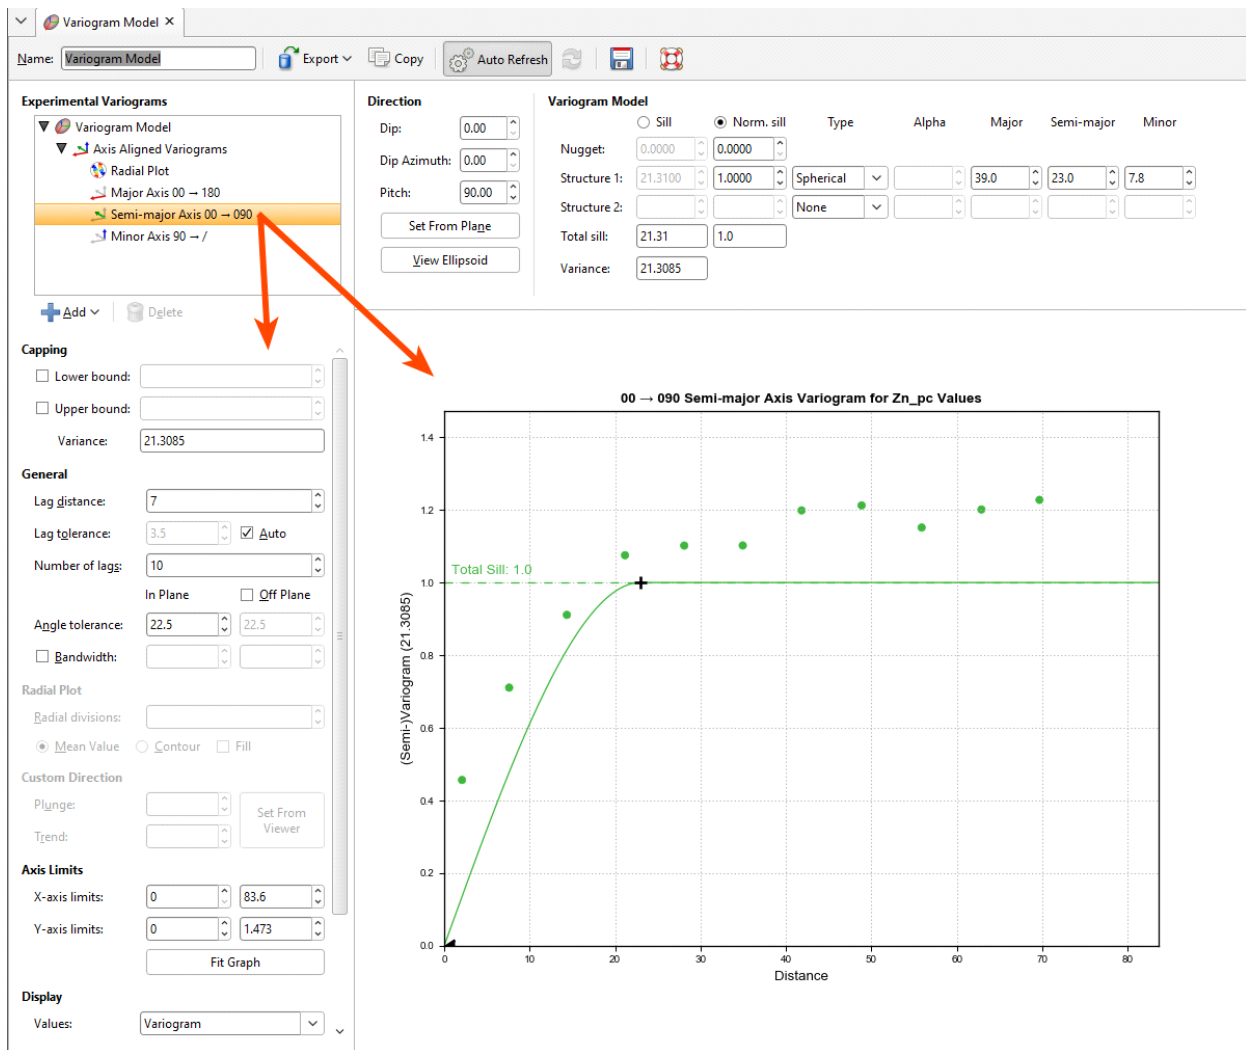 Variogram Model ×
Name: Variogram Model Export Copy Auto Refresh
Experimental Variograms
Variogram Model
Axis Aligned Variograms
Radial Plot
Major Axis 00 → 180
Semi-major Axis 00 → 090
Minor Axis 90 → /
Add Delete
Direction
Dip: 0.00
Dip Azimuth: 0.00
Pitch: 90.00
Set From Plane
View Ellipsoid
Variogram Model
Sill Norm. sill Type Alpha Major Semi-major Minor
Nugget: 0.0000 0.0000
Structure 1: 21.3100 1.0000 Spherical 39.0 23.0 7.8
Structure 2: None
Total sill: 21.31 1.0
Variance: 21.3085
Capping
Lower bound:
Upper bound:
Variance: 21.3085
General
Lag distance: 7
Lag tolerance: 3.5 Auto
Number of lags: 10
In Plane Off Plane
Angle tolerance: 22.5 22.5
Bandwidth:
Radial Plot
Radial divisions:
Mean Value Contour Fill
Custom Direction
Plunge:
Trend:
Set From
Viewer
Axis Limits
X-axis limits: 0 83.6
Y-axis limits: 0 1.473
Fit Graph
Display
Values: Variogram
00 → 090 Semi-major Axis Variogram for Zn_pc Values
(Semi-)Variogram (21.3085)
1.4
1.2
Total Sill: 1.0
1.0
0.8
0.6
0.4
0.2
0.0
0 10 20 30 40 50 60 70 80
Distance